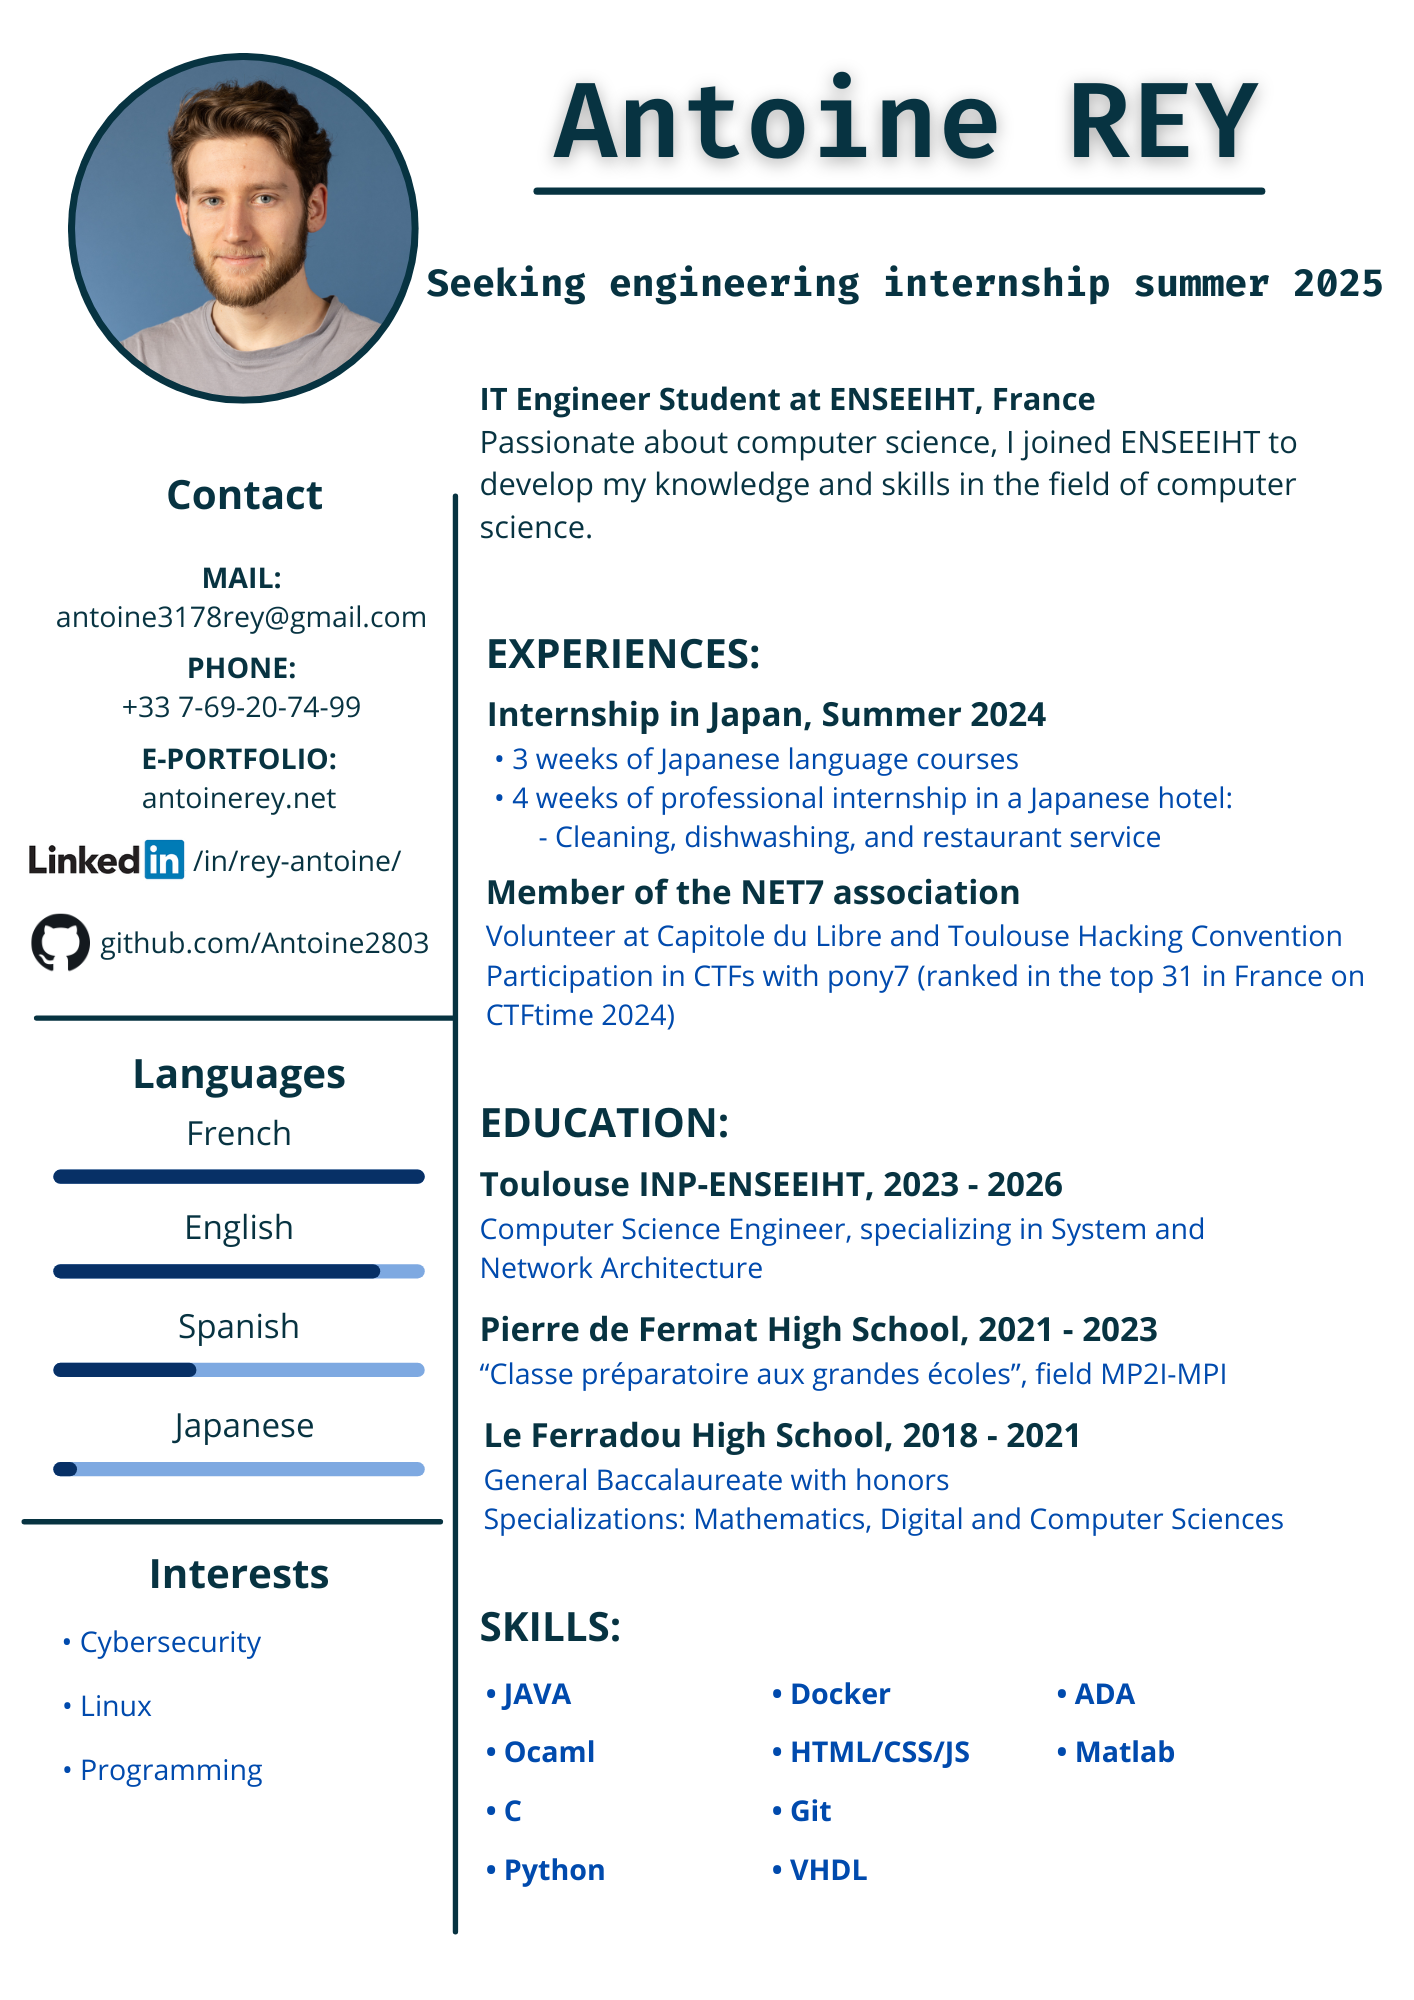 Antoine REY
Seeking engineering internship summer 2025
IT Engineer Student at ENSEEIHT, France
Passionate about computer science, I joined ENSEEIHT to
develop my knowledge and skills in the field of computer
science.
Contact
MAIL:
antoine3178rey@gmail.com
PHONE:
+33 7-69-20-74-99
E-PORTFOLIO:
antoinerey.net
Linkedin /in/rey-antoine/
github.com/Antoine2803
Languages
French
English
Spanish
Japanese
Interests
• Cybersecurity
• Linux
• Programming
EXPERIENCES:
Internship in Japan, Summer 2024
• 3 weeks of Japanese language courses
• 4 weeks of professional internship in a Japanese hotel:
- Cleaning, dishwashing, and restaurant service
Member of the NET7 association
Volunteer at Capitole du Libre and Toulouse Hacking Convention
Participation in CTFs with pony7 (ranked in the top 31 in France on
CTFtime 2024)
EDUCATION:
Toulouse INP-ENSEEIHT, 2023 - 2026
Computer Science Engineer, specializing in System and
Network Architecture
Pierre de Fermat High School, 2021 - 2023
“Classe préparatoire aux grandes écoles”, field MP2I-MPI
Le Ferradou High School, 2018 - 2021
General Baccalaureate with honors
Specializations: Mathematics, Digital and Computer Sciences
SKILLS:
• JAVA
• Ocaml
• C
• Python
• Docker
• HTML/CSS/JS
• Git
• VHDL
• ADA
• Matlab